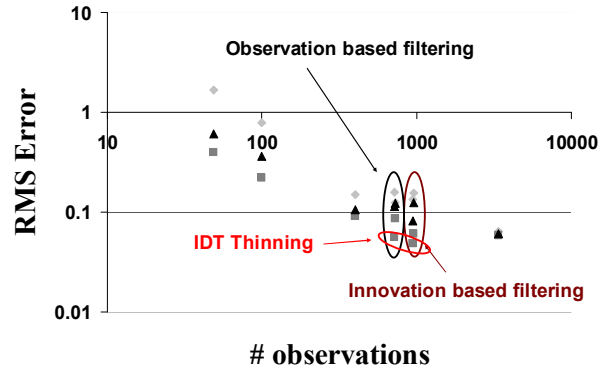 10
Observation based filtering
1
10
100
1000
10000
RMS Error
0.1
IDT Thinning
Innovation based filtering
0.01
# observations